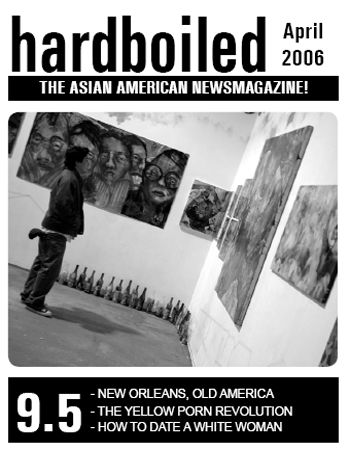 hardboiled
April
2006
THE ASIAN AMERICAN NEWSMAGAZINE!
9.5
- NEW ORLEANS, OLD AMERICA
- THE YELLOW PORN REVOLUTION
- HOW TO DATE A WHITE WOMAN